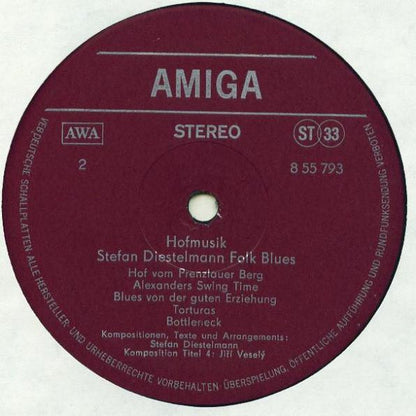 AMIGA
AWA
STEREO
ST 33
2
8 55 793
Hofmusik
Stefan Diestelmann Folk Blues
Hof vom Prenzlauer Berg
Alexanders Swing Time
Blues von der guten Erziehung
Torturas
Bottleneck
Kompositionen, Texte und Arrangements:
Stefan Diestelmann
Komposition Titel 4: Jiří Veselý
VEB DEUTSCHE SCHALLPLATTEN ALLE HERSTELLER- UND URHEBERRECHTE VORBEHALTEN · ÜBERSPIELUNG, ÖFFENTLICHE AUFFÜHRUNG UND RUNDFUNKSENDUNG VERBOTEN